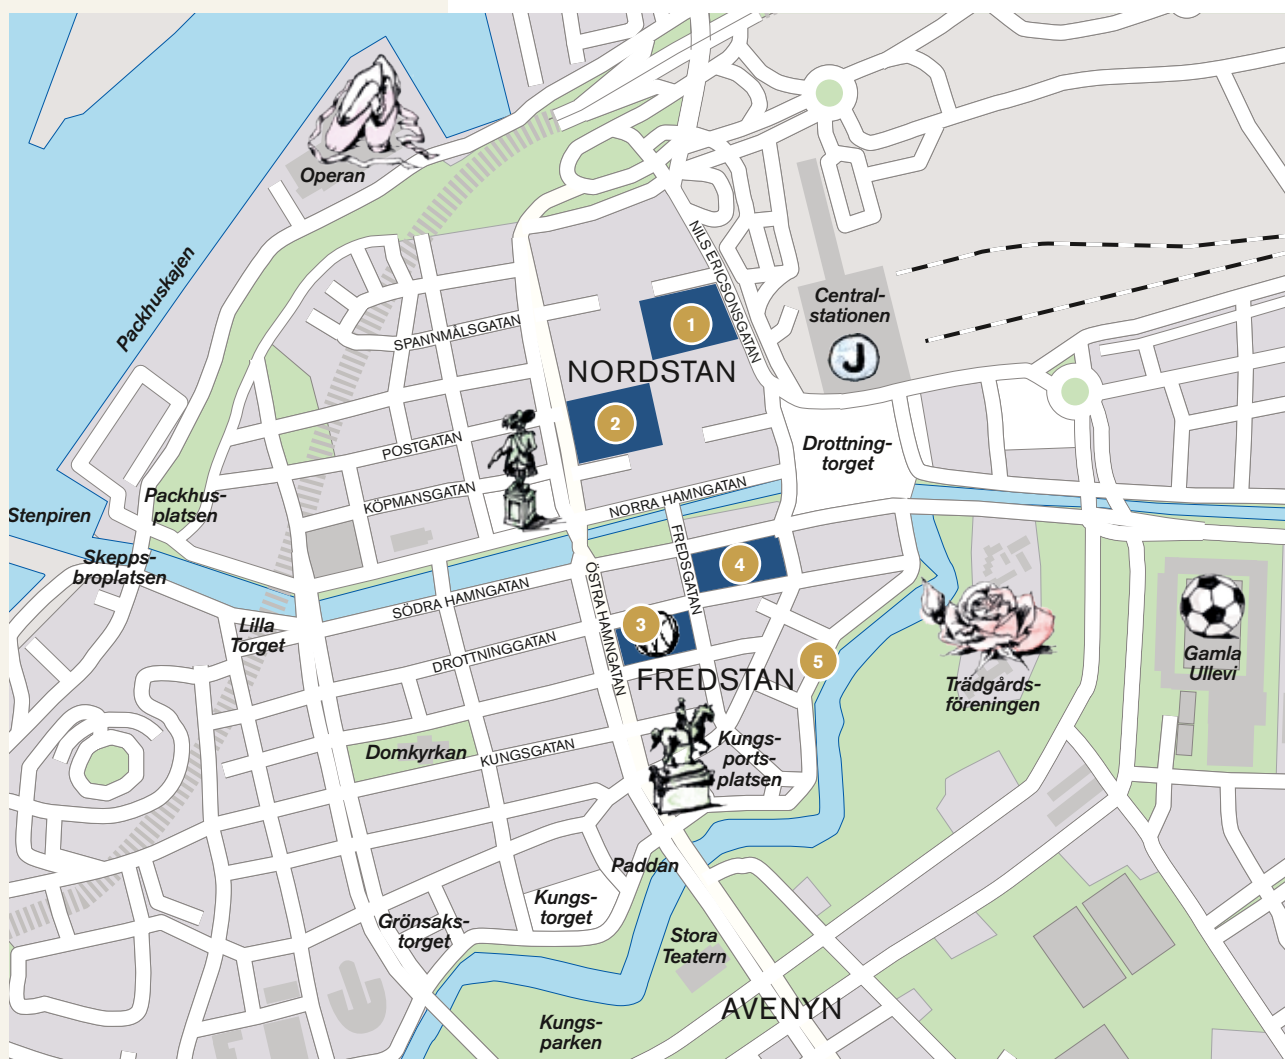 Operan
Packhuskajen
NILS ERICSONSGATAN
Central-
stationen
J
1
SPANNMÅLSGATAN
NORDSTAN
2
POSTGATAN
Drottning-
torget
KÖPMANSGATAN
NORRA HAMNGATAN
Packhus-
platsen
Stenpiren
Skepps-
broplatsen
FREDSGATAN
4
ÖSTRA HAMNGATAN
SÖDRA HAMNGATAN
Lilla
Torget
3
DROTTNINGGATAN
5
FREDSTAN
Gamla
Ullevi
Trädgårds-
föreningen
Domkyrkan
KUNGSGATAN
Kungs-
ports-
platsen
Paddan
Kungs-
torget
Grönsaks-
torget
Stora
Teatern
AVENYN
Kungs-
parken